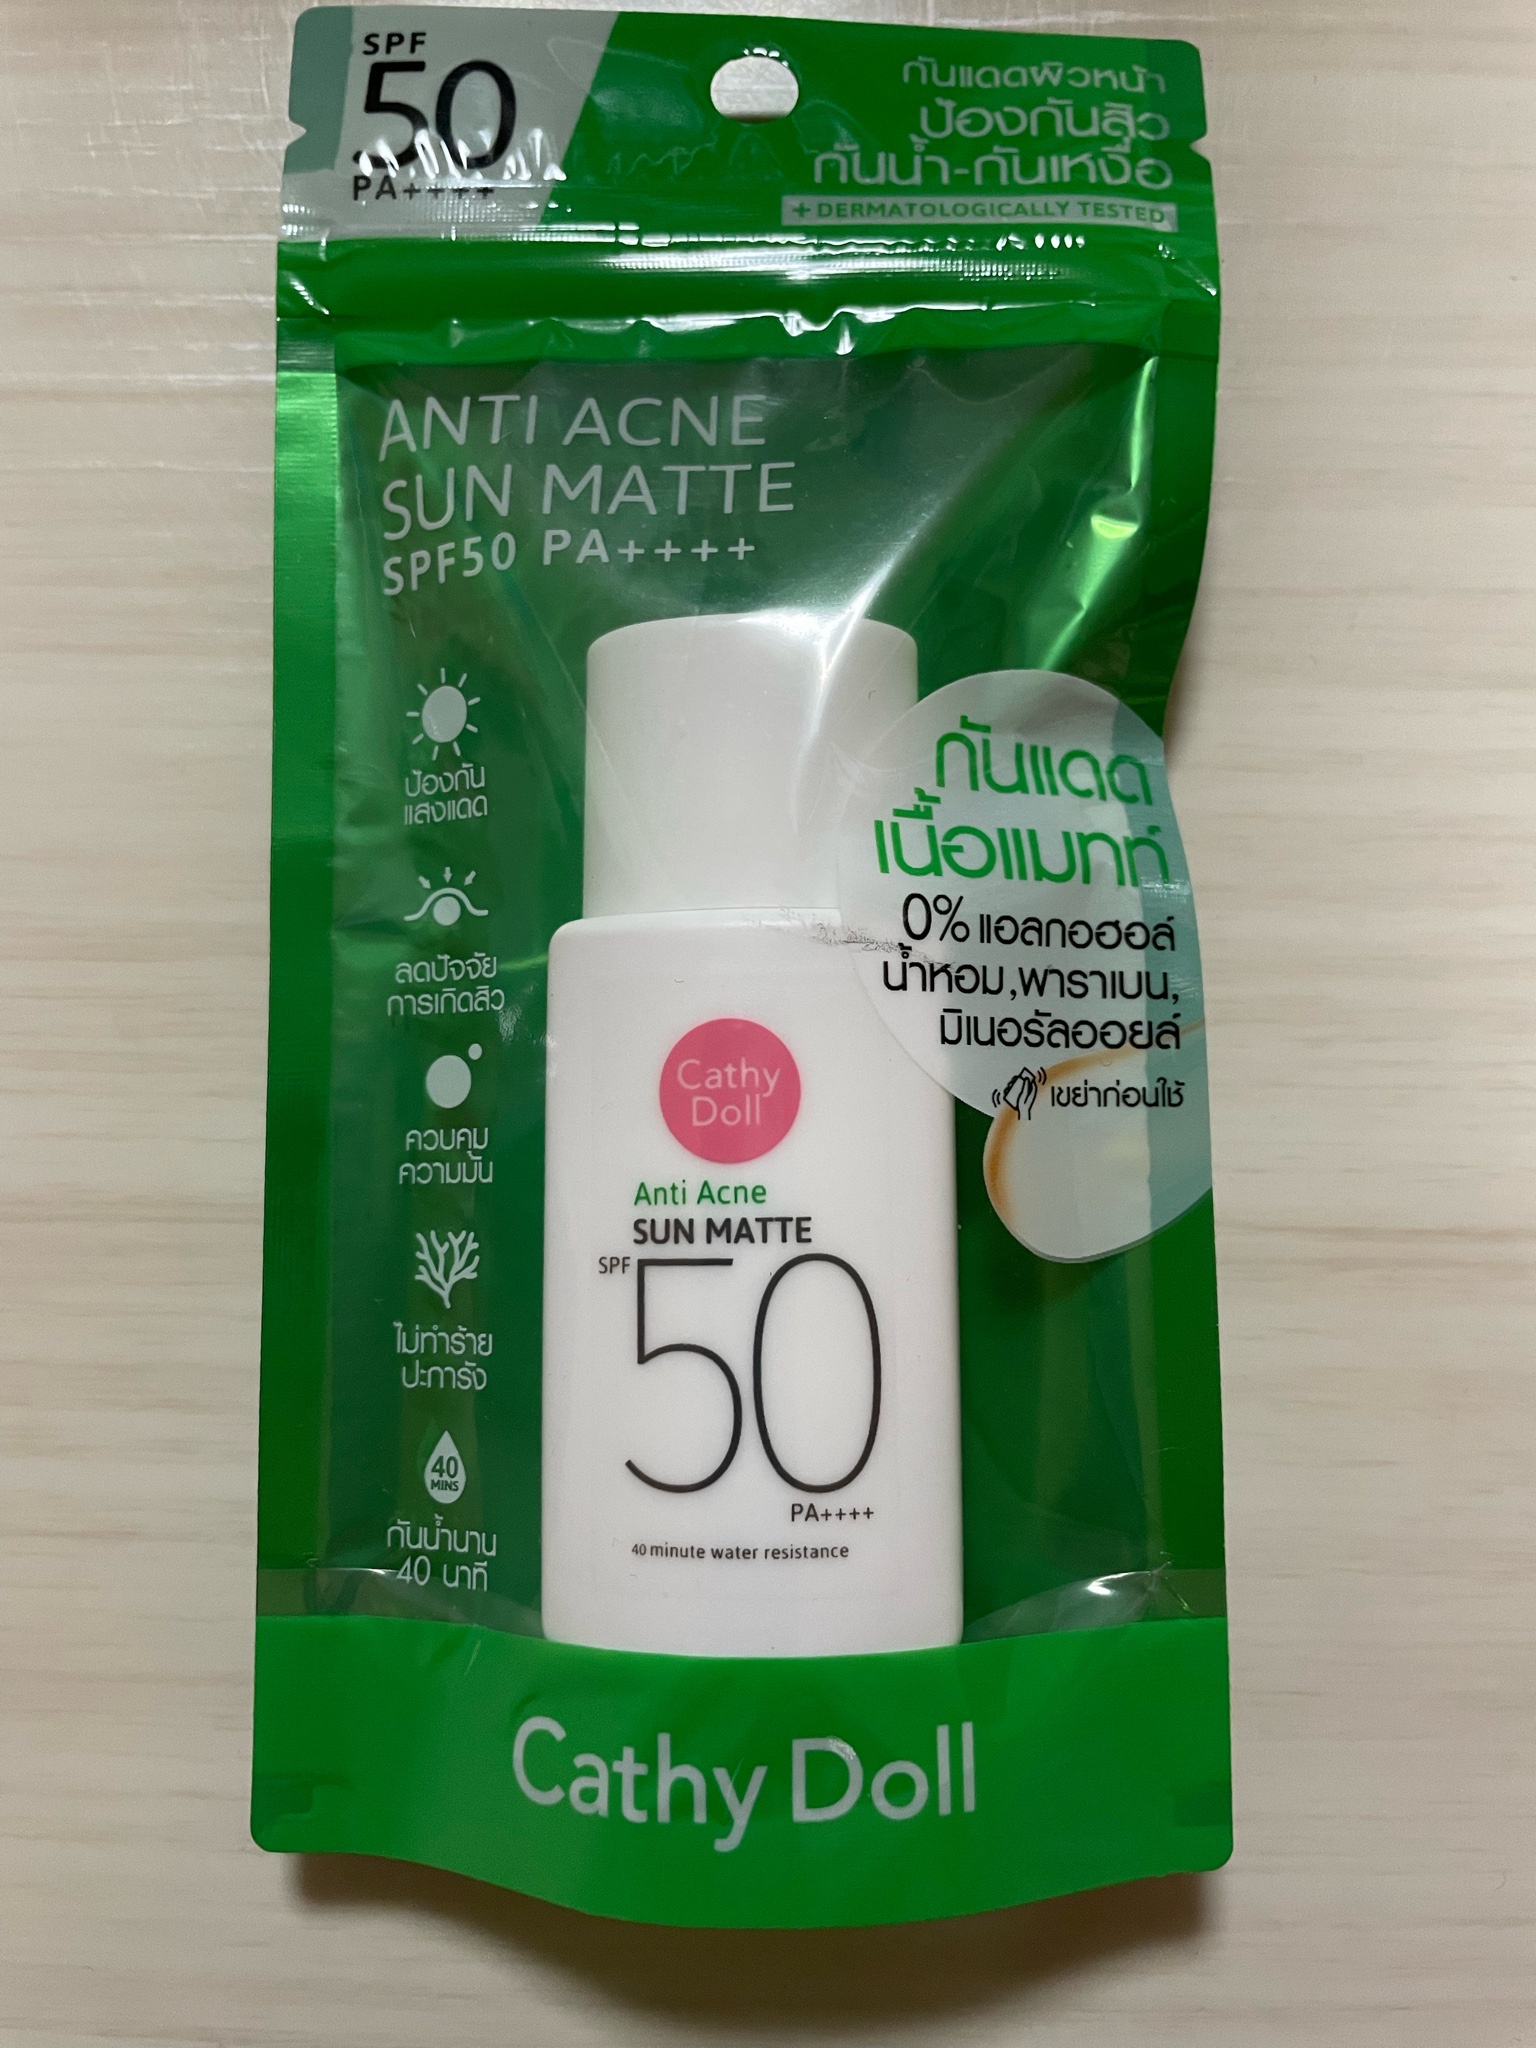 SPF
50
PA++++
กันแดดผิวหน้า
ป้องกันสิว
กันน้ำ-กันเหงื่อ
+ DERMATOLOGICALLY TESTED
ANTI ACNE
SUN MATTE
SPF50 PA++++
ป้องกัน
แสงแดด
ลดปัจจัย
การเกิดสิว
ควบคุม
ความมัน
ไม่ทำร้าย
ปะการัง
40
MINS
กันน้ำนาน
40 นาที
กันแดด
เนื้อแมทท์
0% แอลกอฮอล์
น้ำหอม,พาราเบน,
มิเนอรัลออยล์
เขย่าก่อนใช้
Cathy
Doll
Anti Acne
SUN MATTE
SPF
50
PA++++
40 minute water resistance
Cathy Doll